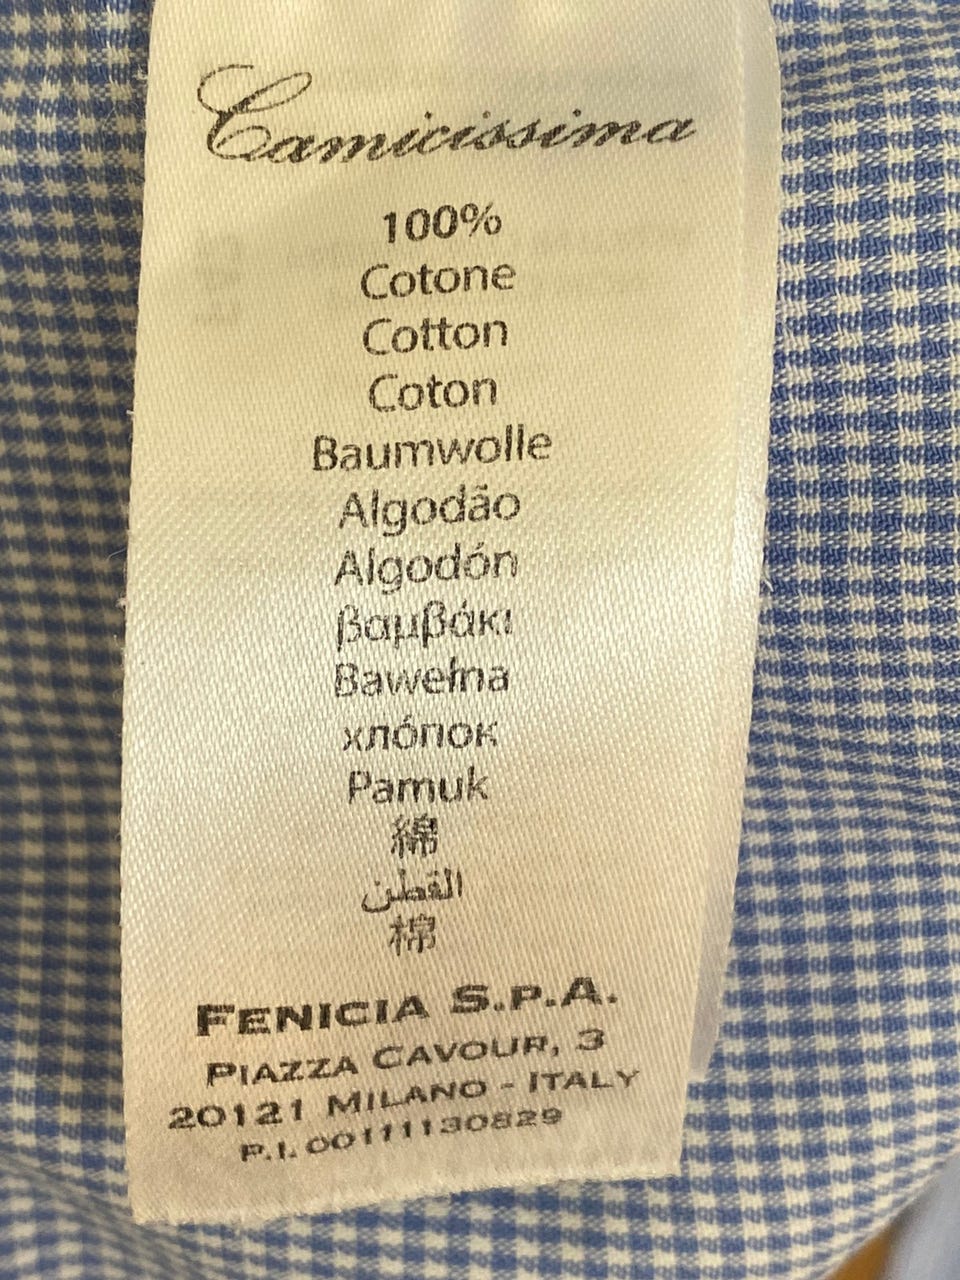 Camicissima
100%
Cotone
Cotton
Coton
Baumwolle
Algodão
Algodón
βαμβάκι
Bawełna
хлóпок
Pamuk
綿
القطن
棉
FENICIA S.P.A.
PIAZZA CAVOUR, 3
20121 MILANO - ITALY
P.I. 00111130829